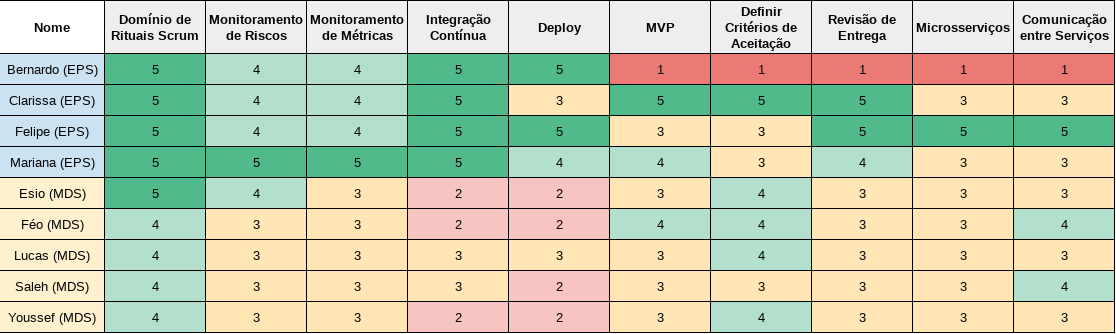 Nome Domínio de Rituais Scrum Monitoramento de Riscos Monitoramento de Métricas Integração Contínua Deploy MVP Definir Critérios de Aceitação Revisão de Entrega Microsserviços Comunicação entre Serviços
Bernardo (EPS) 5 4 4 5 5 1 1 1 1 1
Clarissa (EPS) 5 4 4 5 3 5 5 5 3 3
Felipe (EPS) 5 4 4 5 5 3 3 5 5 5
Mariana (EPS) 5 5 5 5 4 4 3 4 3 3
Esio (MDS) 5 4 3 2 2 3 4 3 3 3
Féo (MDS) 4 3 3 2 2 4 4 3 3 4
Lucas (MDS) 4 3 3 3 3 3 4 3 3 3
Saleh (MDS) 4 3 3 3 2 3 3 3 3 4
Youssef (MDS) 4 3 3 2 2 3 4 3 3 3